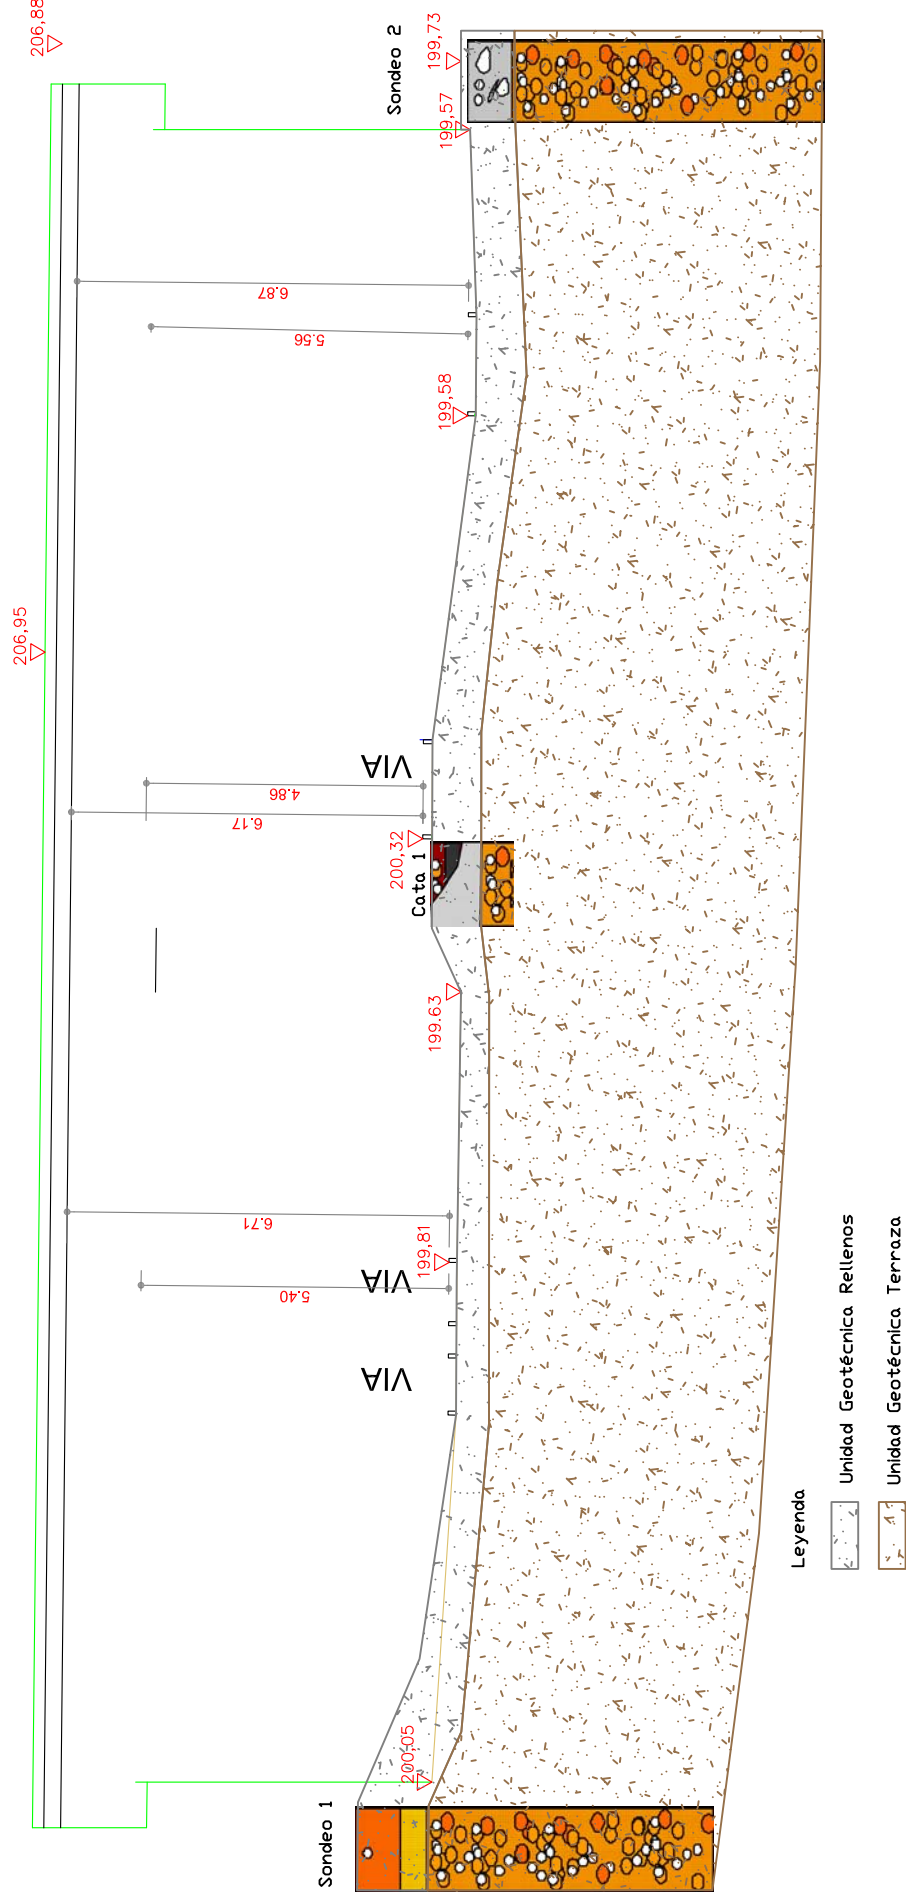 206,88
206,95
Sondeo 2
199,73
199,57
6.87
5.56
199,58
VIA
4.86
6.17
200,32
Cata 1
199.63
6.71
199,81
VIA
5.40
VIA
200.05
Sondeo 1
Leyenda
Unidad Geotécnica Rellenos
Unidad Geotécnica Terraza